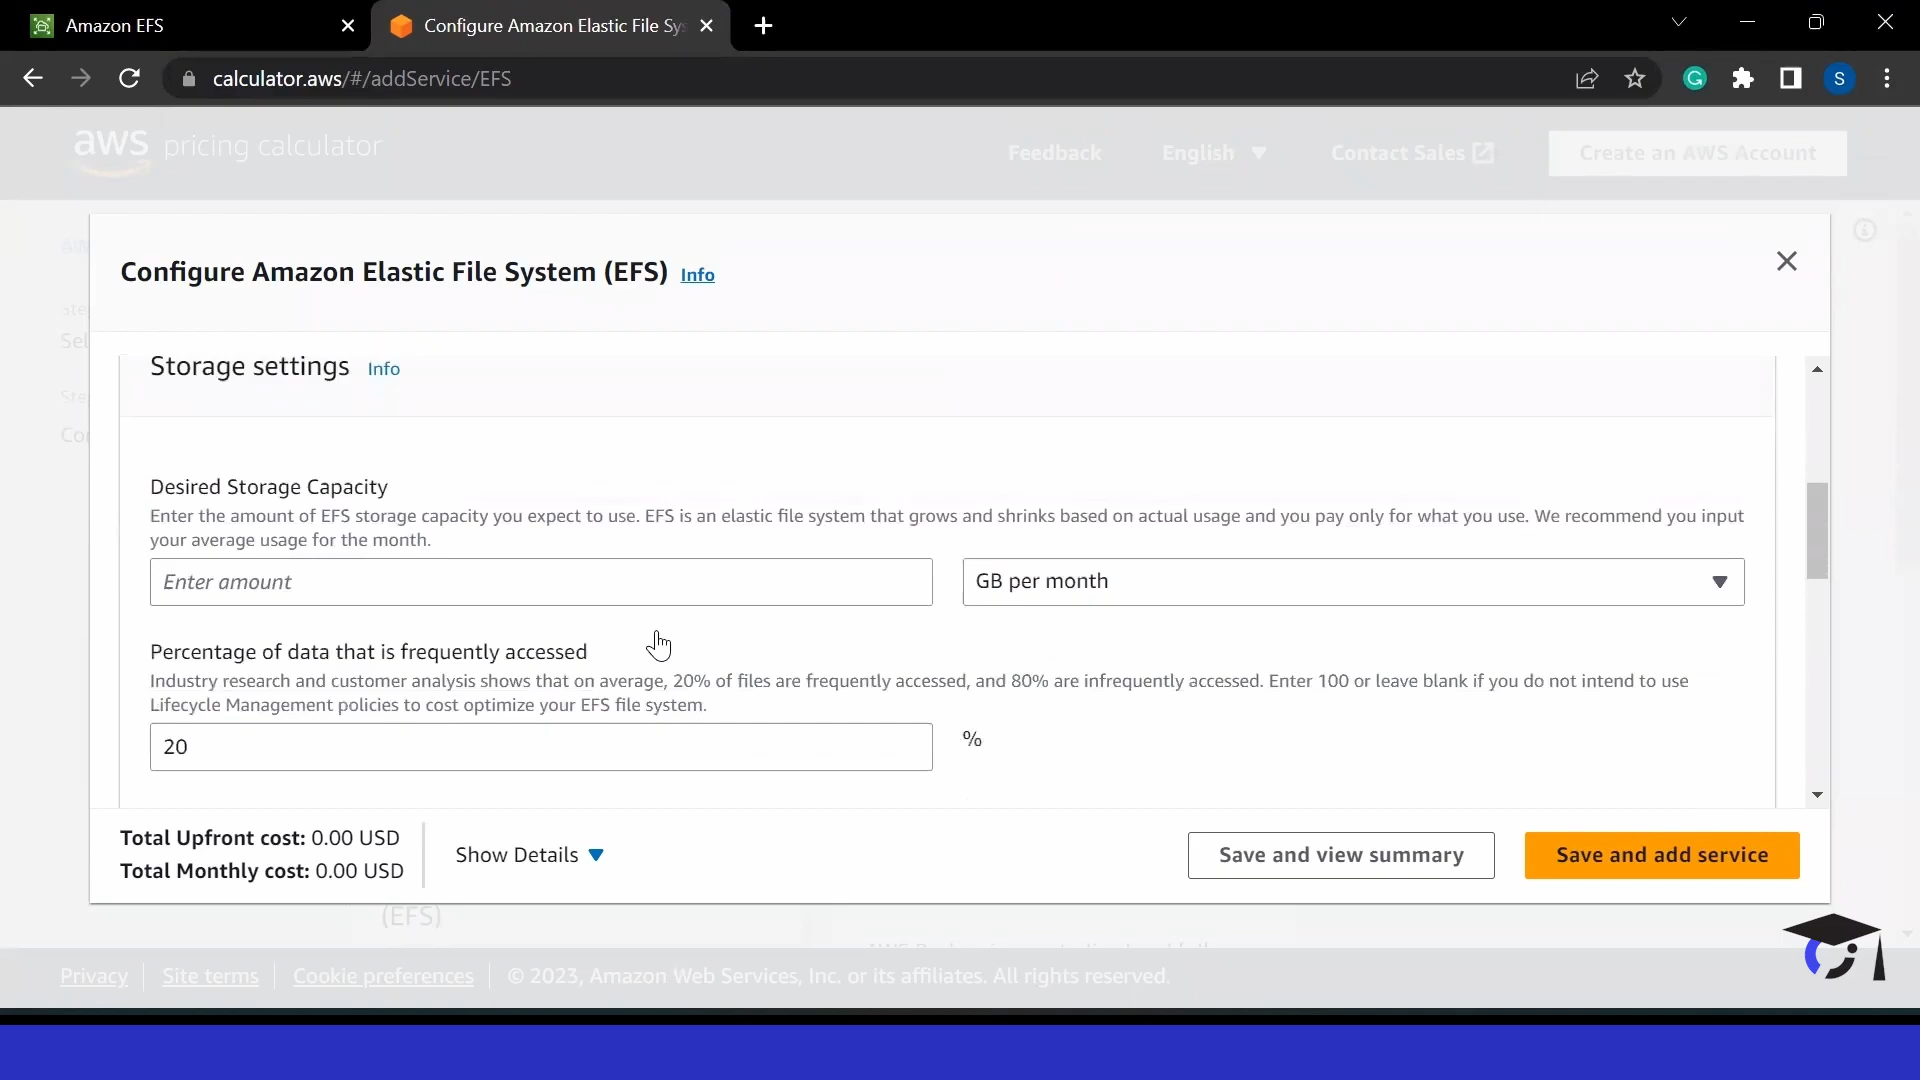 Amazon EFS
Configure Amazon Elastic File Sys
calculator.aws/#/addService/EFS
S
aws pricing calculator
Feedback
English
Contact Sales
Create an AWS Account
Configure Amazon Elastic File System (EFS) Info
Storage settings Info
Desired Storage Capacity
Enter the amount of EFS storage capacity you expect to use. EFS is an elastic file system that grows and shrinks based on actual usage and you pay only for what you use. We recommend you input
your average usage for the month.
Enter amount
GB per month
Percentage of data that is frequently accessed
Industry research and customer analysis shows that on average, 20% of files are frequently accessed, and 80% are infrequently accessed. Enter 100 or leave blank if you do not intend to use
Lifecycle Management policies to cost optimize your EFS file system.
20
%
Total Upfront cost: 0.00 USD
Total Monthly cost: 0.00 USD
Show Details
Save and view summary
Save and add service
(EFS)
Privacy
Site terms
Cookie preferences
© 2023, Amazon Web Services, Inc. or its affiliates. All rights reserved.